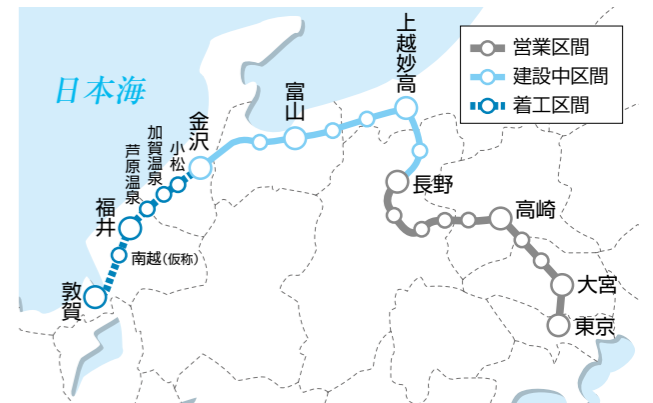 営業区間
建設中区間
着工区間
日本海
上越妙高
富山
金沢
小松
加賀温泉
芦原温泉
福井
南越(仮称)
敦賀
長野
高崎
大宮
東京